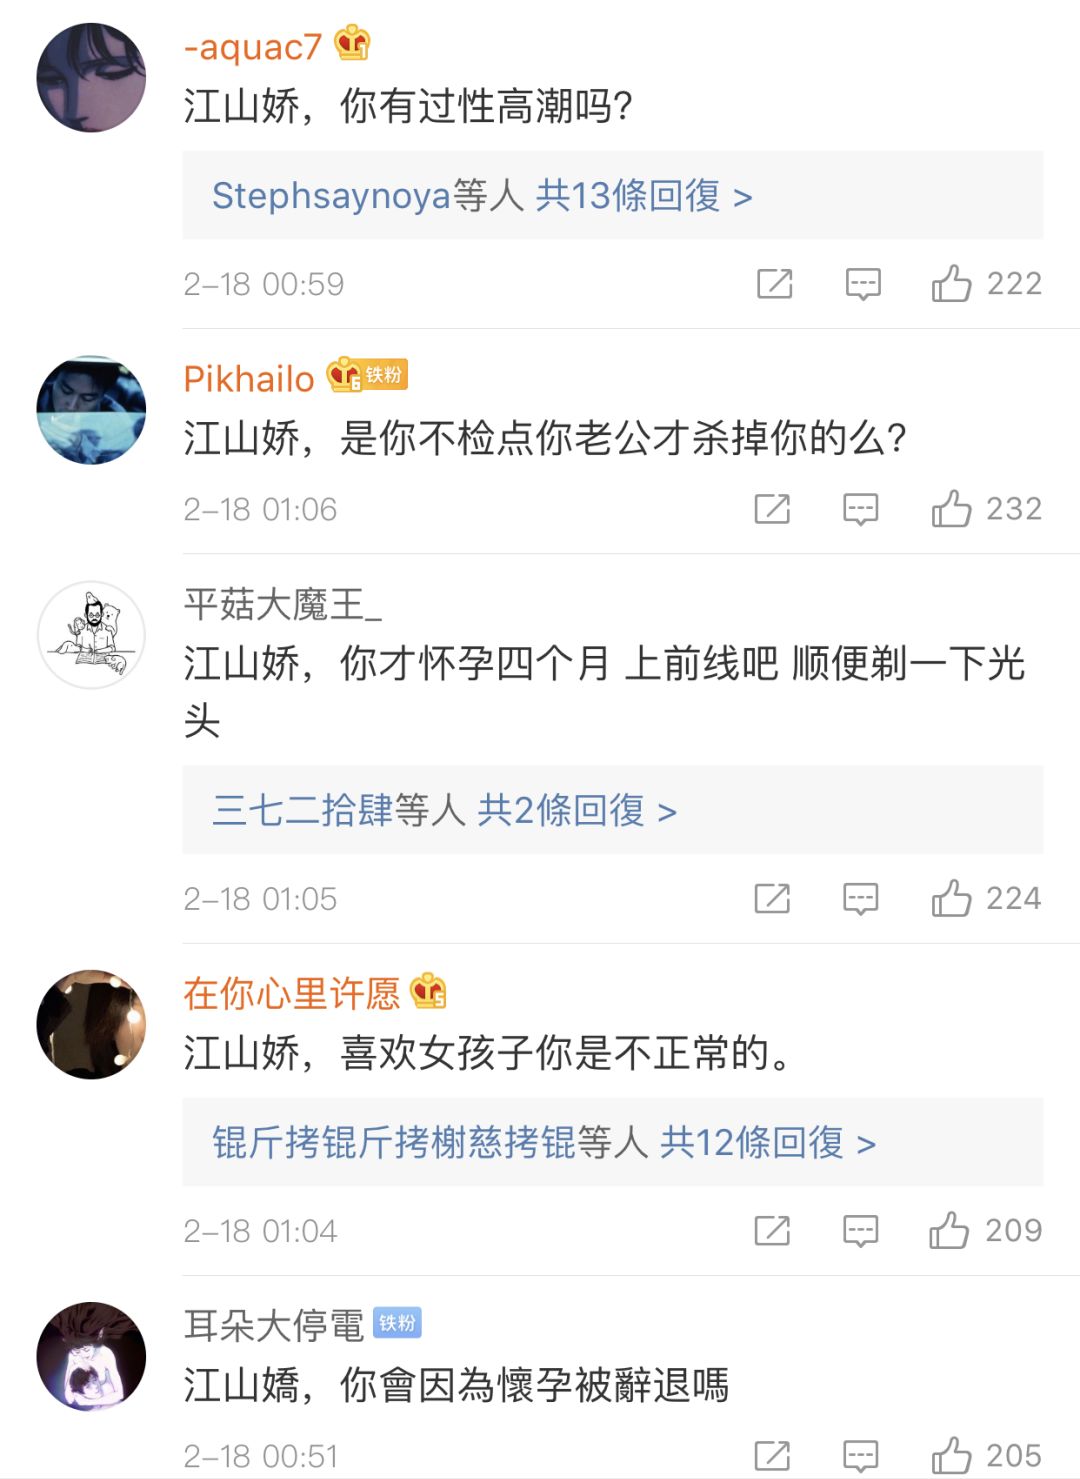 -aquac7 1
江山娇，你有过性高潮吗？
Stephsaynoya等人 共13條回復 >
2-18 00:59 222
Pikhailo 6 铁粉
江山娇，是你不检点你老公才杀掉你的么？
2-18 01:06 232
平菇大魔王_
江山娇，你才怀孕四个月 上前线吧 顺便剃一下光
头
三七二拾肆等人 共2條回復 >
2-18 01:05 224
在你心里许愿 5
江山娇，喜欢女孩子你是不正常的。
锟斤拷锟斤拷榭慈拷锟等人 共12條回復 >
2-18 01:04 209
耳朵大停電 铁粉
江山嬌，你會因為懷孕被辭退嗎
2-18 00:51 205